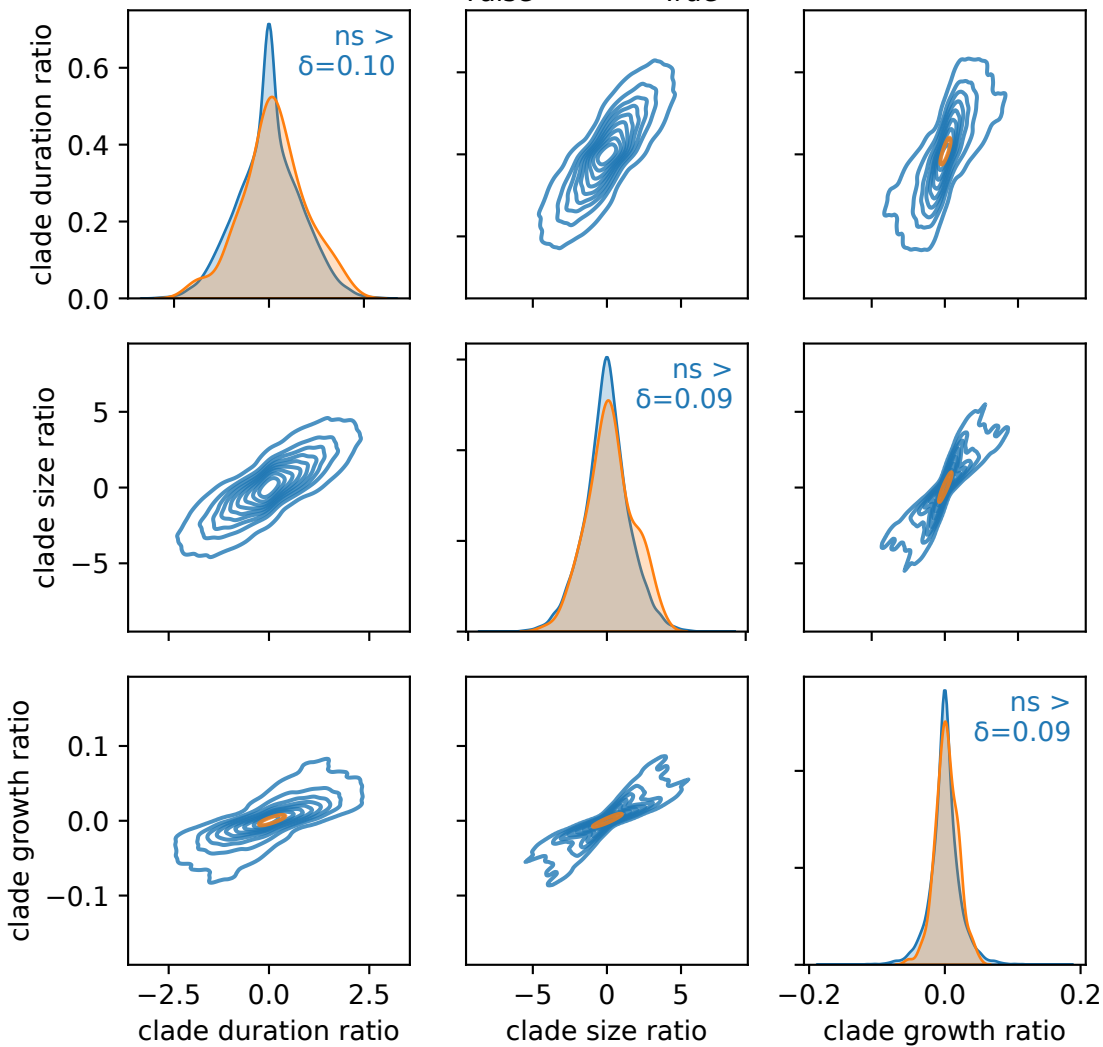 clade duration ratio
0.6
0.4
0.2
0.0
ns >
δ=0.10
clade size ratio
5
0
−5
ns >
δ=0.09
clade growth ratio
0.1
0.0
−0.1
ns >
δ=0.09
−2.5 0.0 2.5
−5 0 5
−0.2 0.0 0.2
clade duration ratio
clade size ratio
clade growth ratio